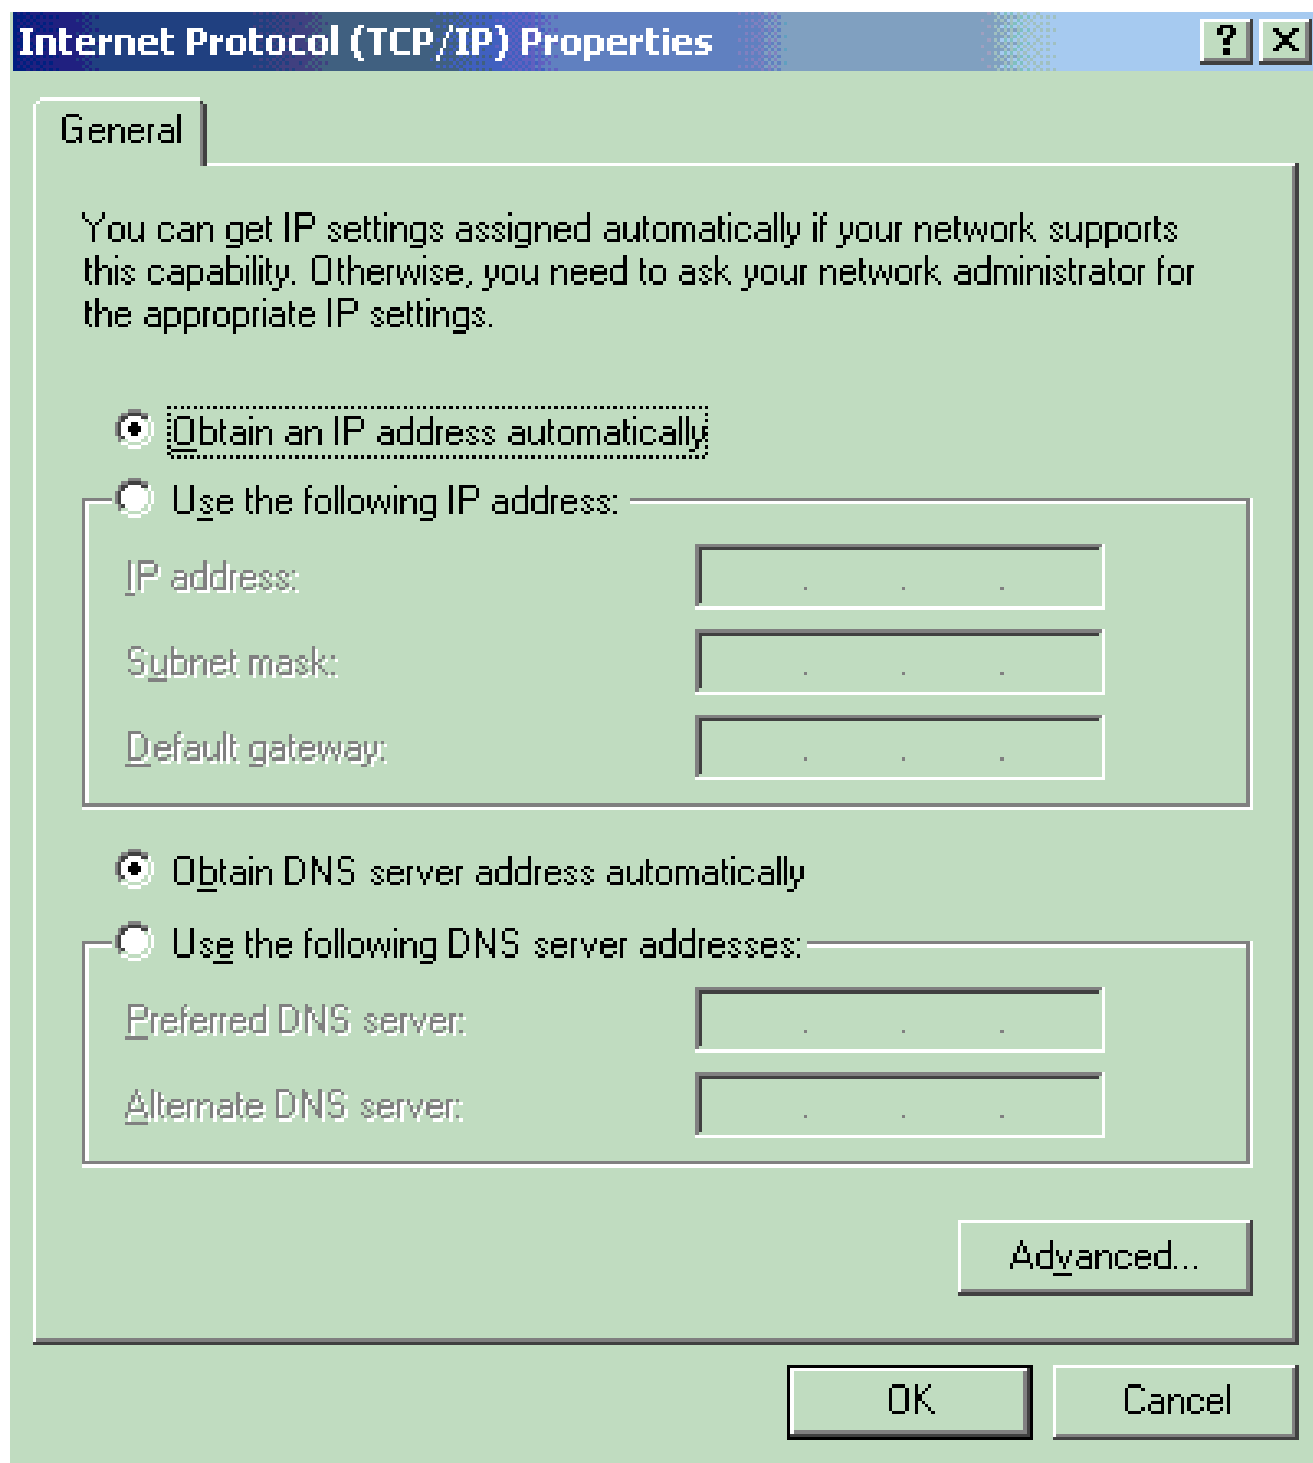 Internet Protocol (TCP/IP) Properties
General
You can get IP settings assigned automatically if your network supports
this capability. Otherwise, you need to ask your network administrator for
the appropriate IP settings.
Obtain an IP address automatically
Use the following IP address:
IP address:
Subnet mask:
Default gateway:
Obtain DNS server address automatically
Use the following DNS server addresses:
Preferred DNS server:
Alternate DNS server:
Advanced...
OK Cancel